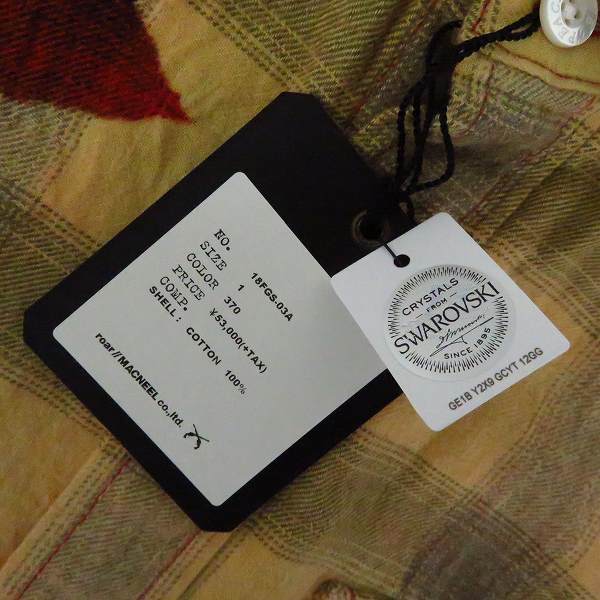 NO. 18FGS-03A
SIZE 1
COLOR 370
PRICE ¥53,000(+TAX)
COMP.
SHELL: COTTON 100%
roar//MACNEEL co.,ltd.
CRYSTALS
FROM
SWAROVSKI
SINCE 1895
GE1B Y2X9 GCYT 12GG